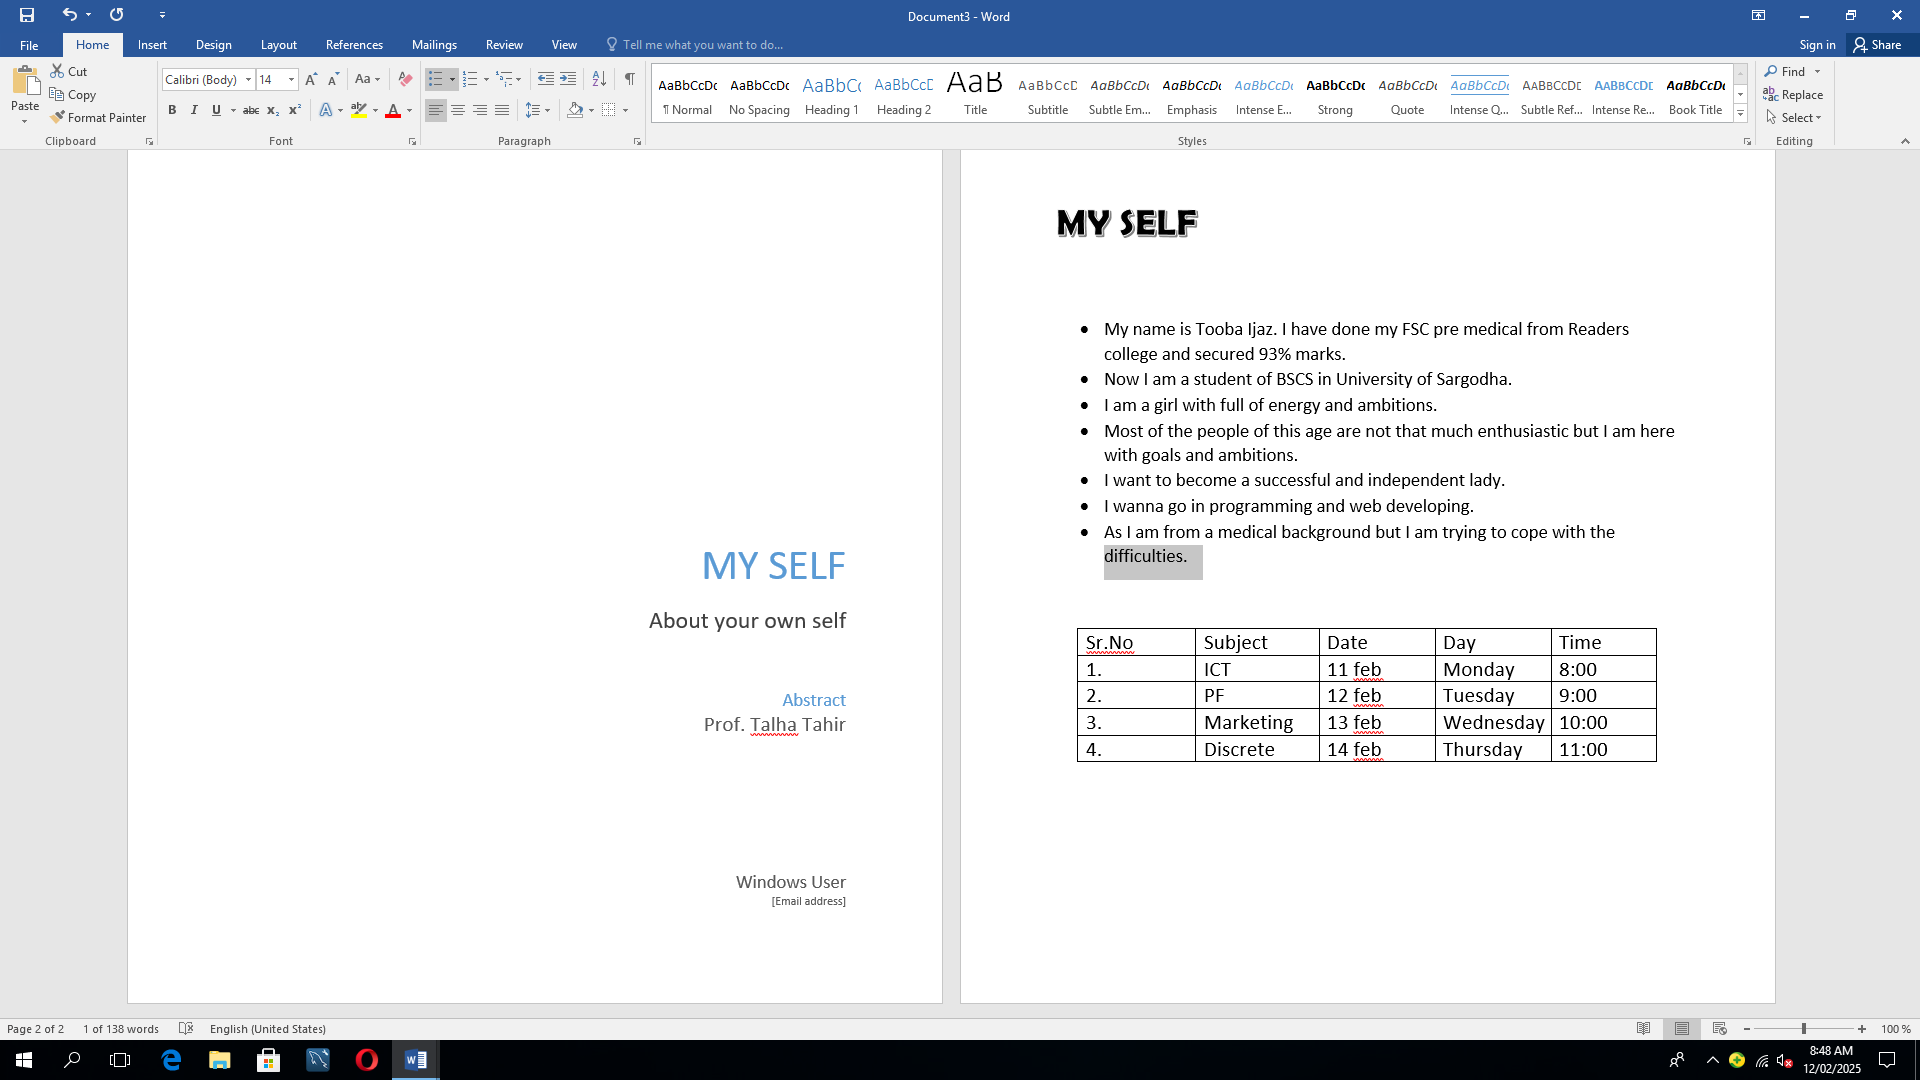 Document3 - Word
File Home Insert Design Layout References Mailings Review View Tell me what you want to do... Sign in Share
Paste
Cut
Copy
Format Painter
Clipboard
Calibri (Body) 14
Font
Paragraph
AaBbCcDc AaBbCcDc AaBbCc AaBbCcD AaB AaBbCcD AaBbCcDc AaBbCcDc AaBbCcDc AaBbCcDc AaBbCcDc AaBbCcDc AABBCCDD AABBCCDD AaBbCcDc
¶ Normal No Spacing Heading 1 Heading 2 Title Subtitle Subtle Em... Emphasis Intense E... Strong Quote Intense Q... Subtle Ref... Intense Re... Book Title
Styles
Find
Replace
Select
Editing
MY SELF
About your own self
Abstract
Prof. Talha Tahir
Windows User
[Email address]
MY SELF
• My name is Tooba Ijaz. I have done my FSC pre medical from Readers
college and secured 93% marks.
• Now I am a student of BSCS in University of Sargodha.
• I am a girl with full of energy and ambitions.
• Most of the people of this age are not that much enthusiastic but I am here
with goals and ambitions.
• I want to become a successful and independent lady.
• I wanna go in programming and web developing.
• As I am from a medical background but I am trying to cope with the
difficulties.
Sr.No Subject Date Day Time
1. ICT 11 feb Monday 8:00
2. PF 12 feb Tuesday 9:00
3. Marketing 13 feb Wednesday 10:00
4. Discrete 14 feb Thursday 11:00
Page 2 of 2 1 of 138 words English (United States) 100 %
8:48 AM
12/02/2025